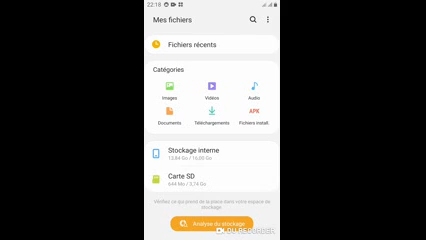 22:18
Mes fichiers
Fichiers récents
Catégories
Images
Vidéos
Audio
APK
Documents
Téléchargements
Fichiers install.
Stockage interne
13,84 Go / 16,00 Go
Carte SD
644 Mo / 3,74 Go
Vérifiez ce qui prend de la place dans votre espace de
stockage.
Analyse du stockage
DU RECORDER